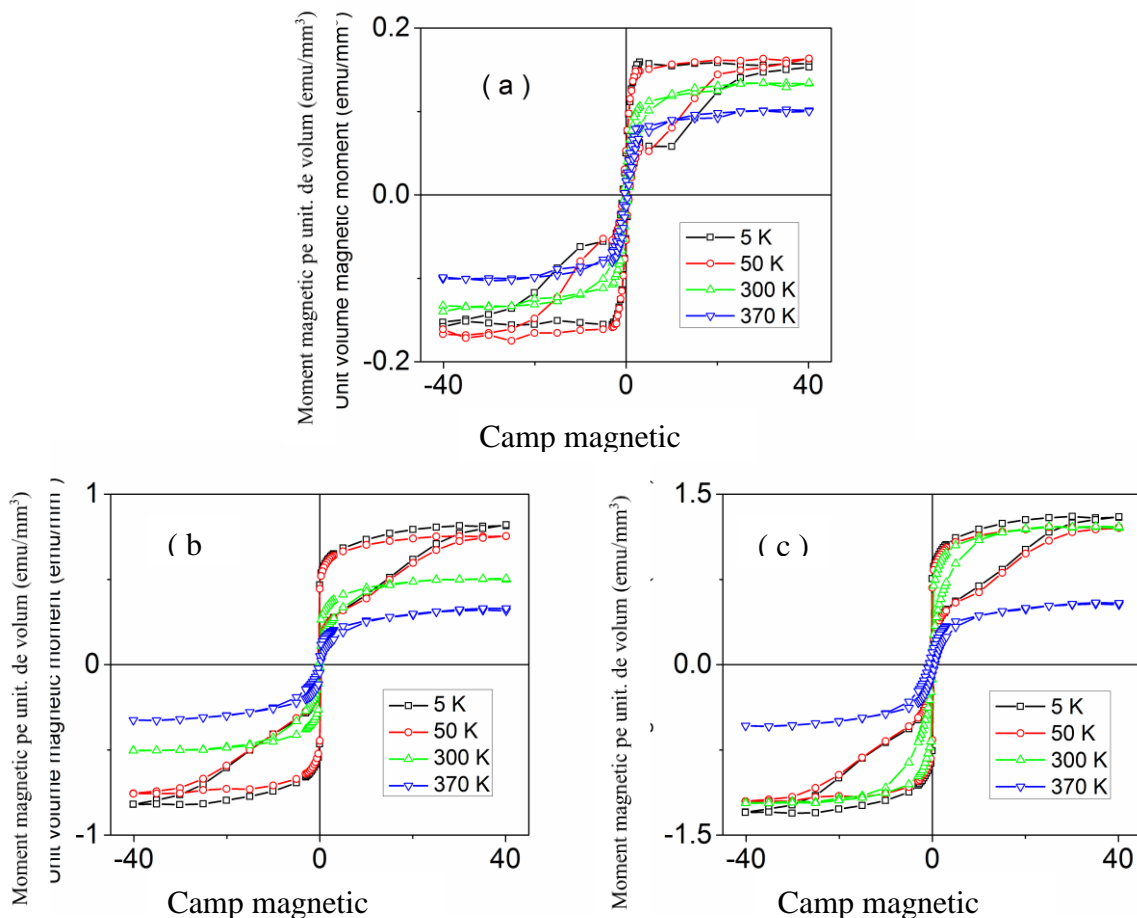 Moment magnetic pe unit. de volum (emu/mm³)
Unit volume magnetic moment (emu/mm³
0.2
0.0
-0.2
( a )
5 K
50 K
300 K
370 K
-40
0
40
Camp magnetic
Moment magnetic pe unit. de volum (emu/mm³)
Unit volume magnetic moment (emu/mm³
1
0
-1
( b
5 K
50 K
300 K
370 K
-40
0
40
Camp magnetic
Moment magnetic pe unit. de volum (emu/mm³)
1.5
0.0
-1.5
( c )
5 K
50 K
300 K
370 K
-40
0
40
Camp magnetic